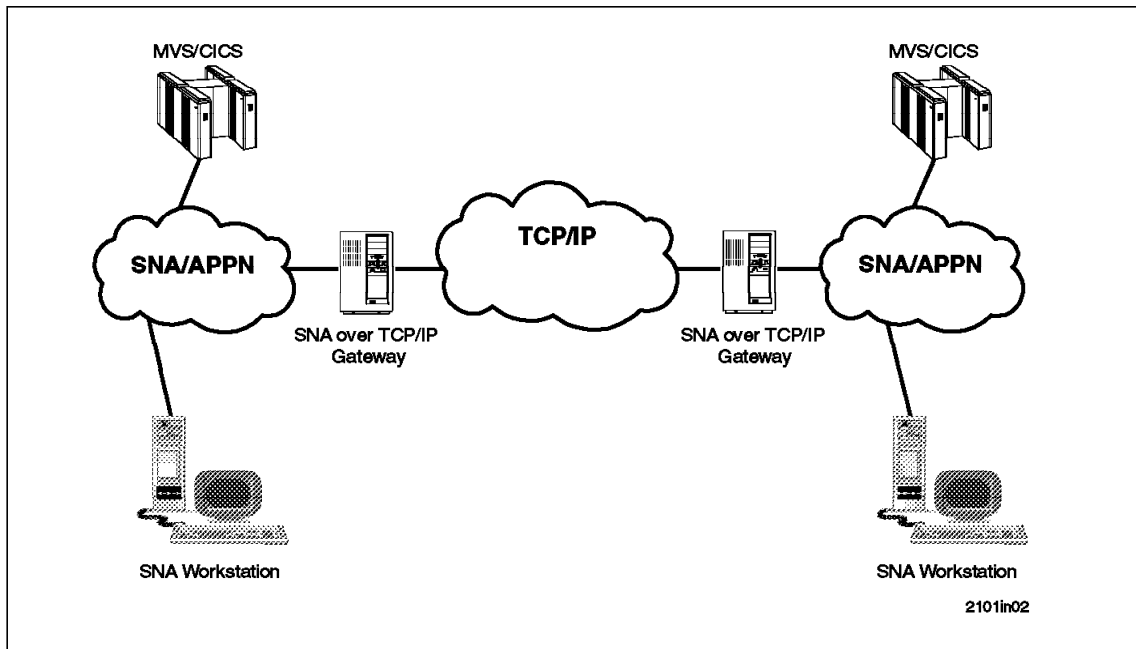 MVS/CICS
MVS/CICS
TCP/IP
SNA/APPN
SNA/APPN
SNA over TCP/IP
Gateway
SNA over TCP/IP
Gateway
SNA Workstation
SNA Workstation
2101in02